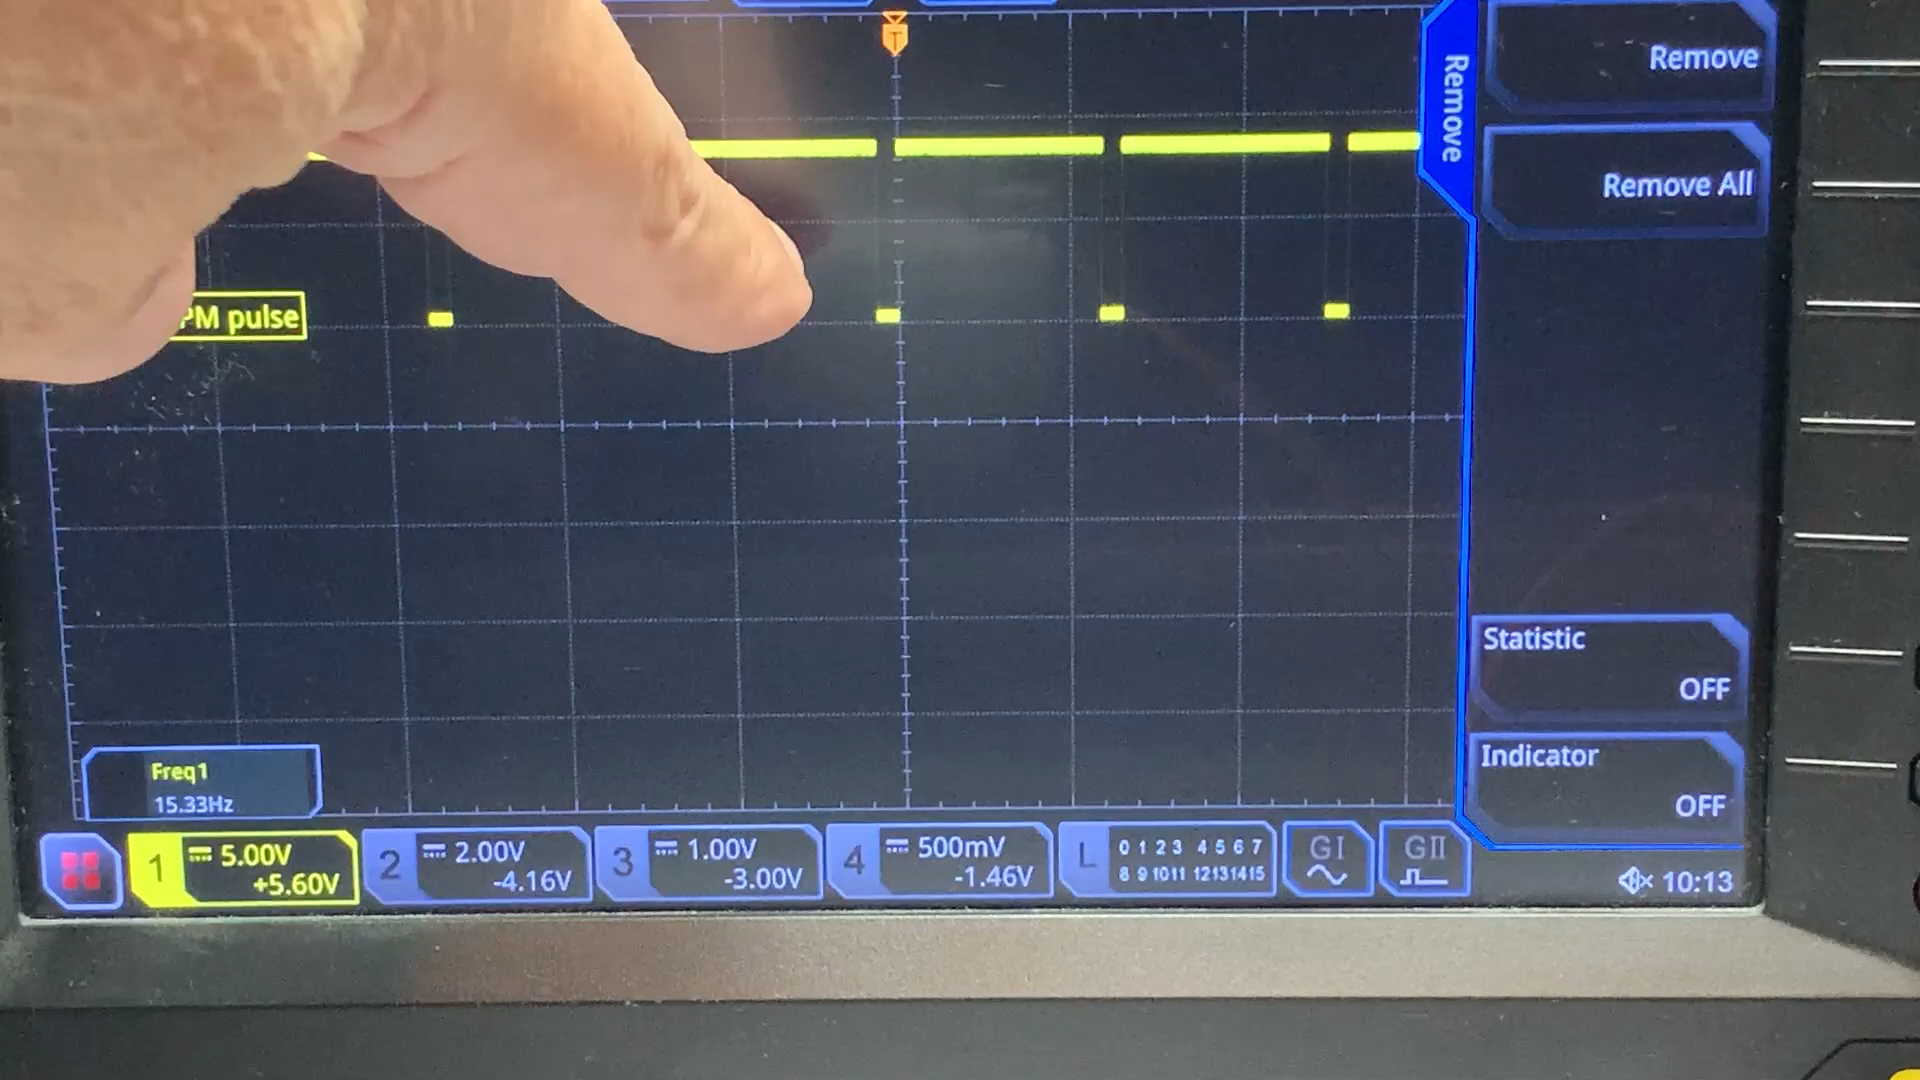 T
Remove
Remove
Remove All
PM pulse
Statistic
OFF
Indicator
OFF
Freq1
15.33Hz
1 5.00V
+5.60V
2 2.00V
-4.16V
3 1.00V
-3.00V
4 500mV
-1.46V
L 0 1 2 3 4 5 6 7
8 9 10 11 12 13 14 15
GI
GII
10:13